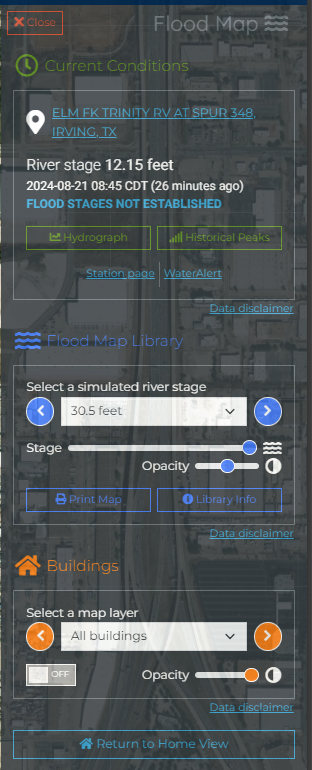 Close
Flood Map
Current Conditions
ELM FK TRINITY RV AT SPUR 348,
IRVING, TX
River stage 12.15 feet
2024-08-21 08:45 CDT (26 minutes ago)
FLOOD STAGES NOT ESTABLISHED
Hydrograph
Historical Peaks
Station page
WaterAlert
Data disclaimer
Flood Map Library
Select a simulated river stage
30.5 feet
Stage
Opacity
Print Map
Library Info
Data disclaimer
Buildings
Select a map layer
All buildings
OFF
Opacity
Data disclaimer
Return to Home View